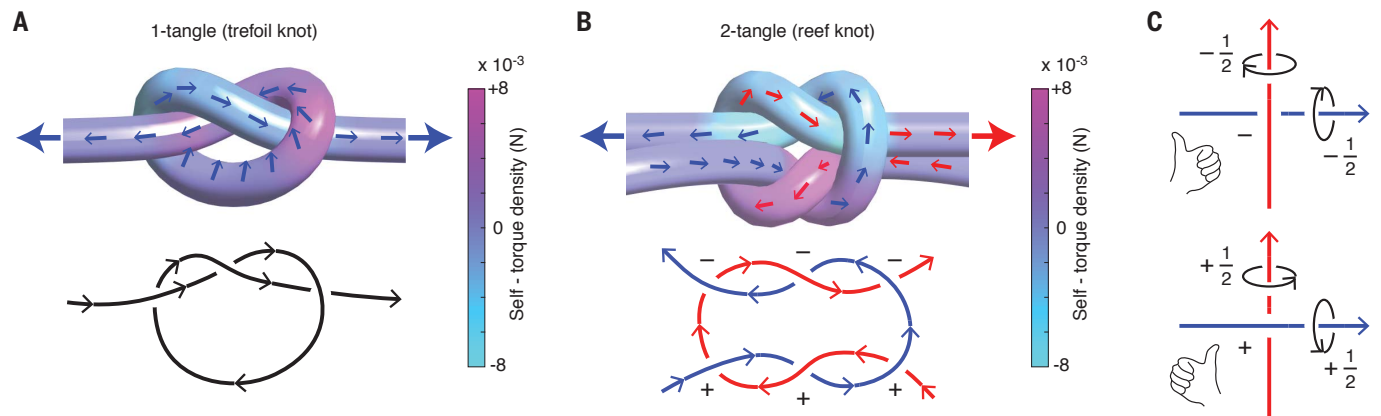 A
1-tangle (trefoil knot)
x 10⁻³
+8
0
-8
Self - torque density (N)
B
2-tangle (reef knot)
x 10⁻³
+8
0
-8
Self - torque density (N)
− − −
+ + +
C
− 1/2
−
− 1/2
+ 1/2
+
+ 1/2